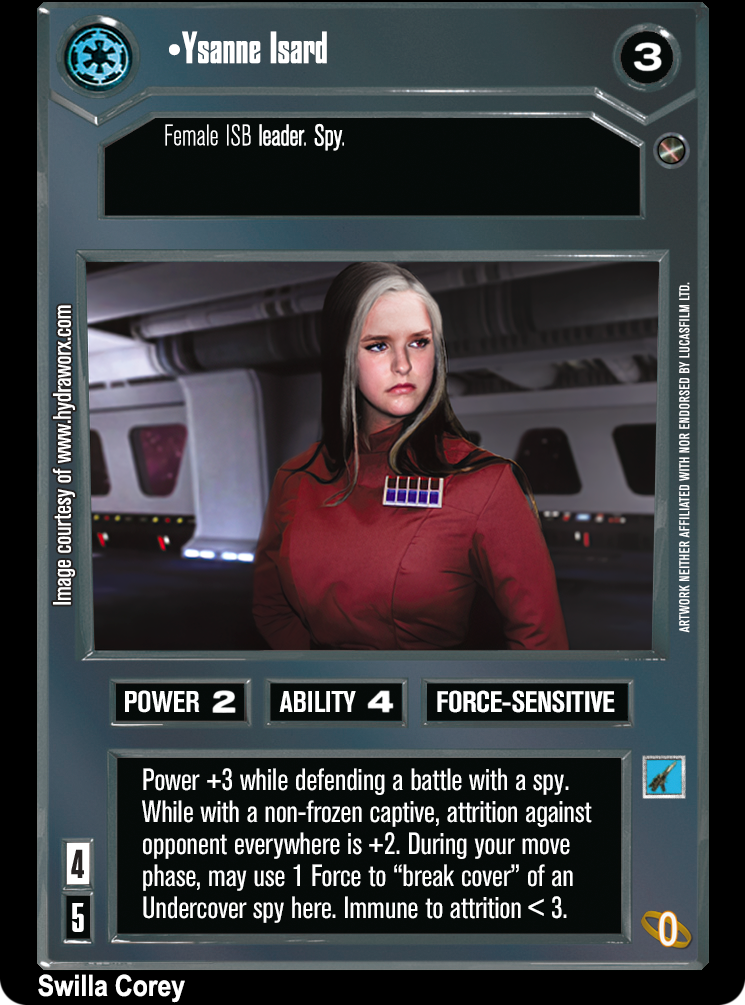 •Ysanne Isard
3
Female ISB leader. Spy.
Image courtesy of www.hydraworx.com
ARTWORK NEITHER AFFILIATED WITH NOR ENDORSED BY LUCASFILM LTD.
POWER 2
ABILITY 4
FORCE-SENSITIVE
Power +3 while defending a battle with a spy.
While with a non-frozen captive, attrition against
opponent everywhere is +2. During your move
phase, may use 1 Force to “break cover” of an
Undercover spy here. Immune to attrition < 3.
4
5
0
Swilla Corey